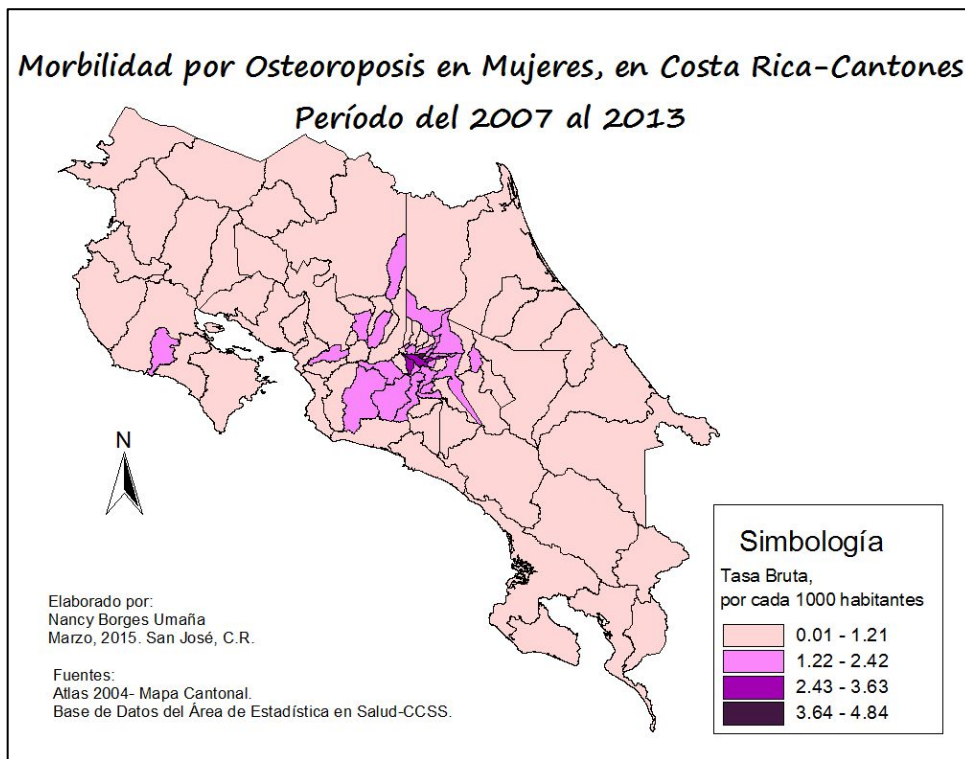 Morbilidad por Osteoroposis en Mujeres, en Costa Rica-Cantones
Período del 2007 al 2013
N
Simbología
Tasa Bruta,
por cada 1000 habitantes
0.01 - 1.21
1.22 - 2.42
2.43 - 3.63
3.64 - 4.84
Elaborado por:
Nancy Borges Umaña
Marzo, 2015. San José, C.R.
Fuentes:
Atlas 2004- Mapa Cantonal.
Base de Datos del Área de Estadística en Salud-CCSS.